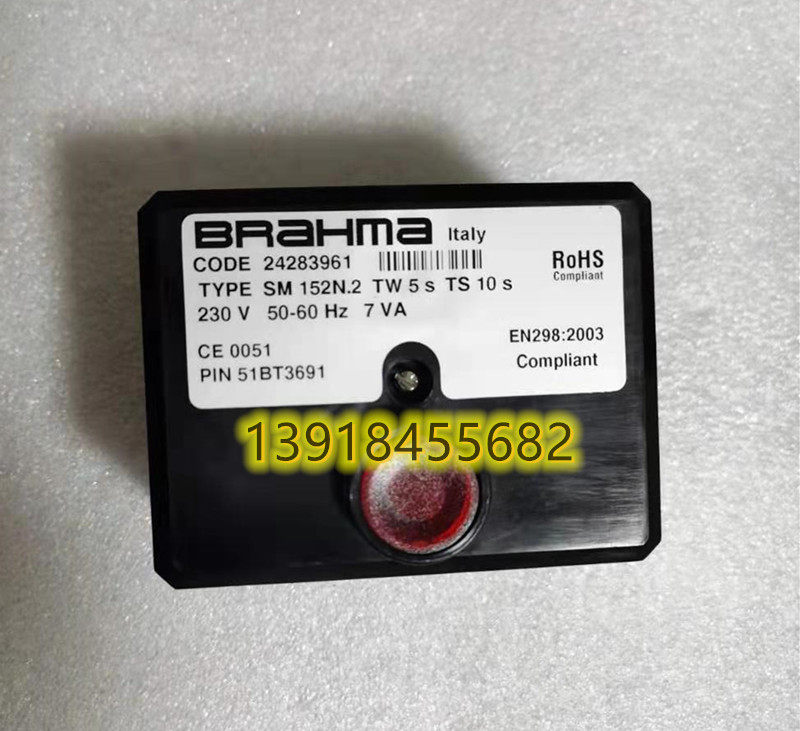 BRAHMA Italy
CODE 24283961
RoHS
Compliant
TYPE SM 152N.2 TW 5 s TS 10 s
230 V 50-60 Hz 7 VA
EN298:2003
Compliant
CE 0051
PIN 51BT3691
13918455682